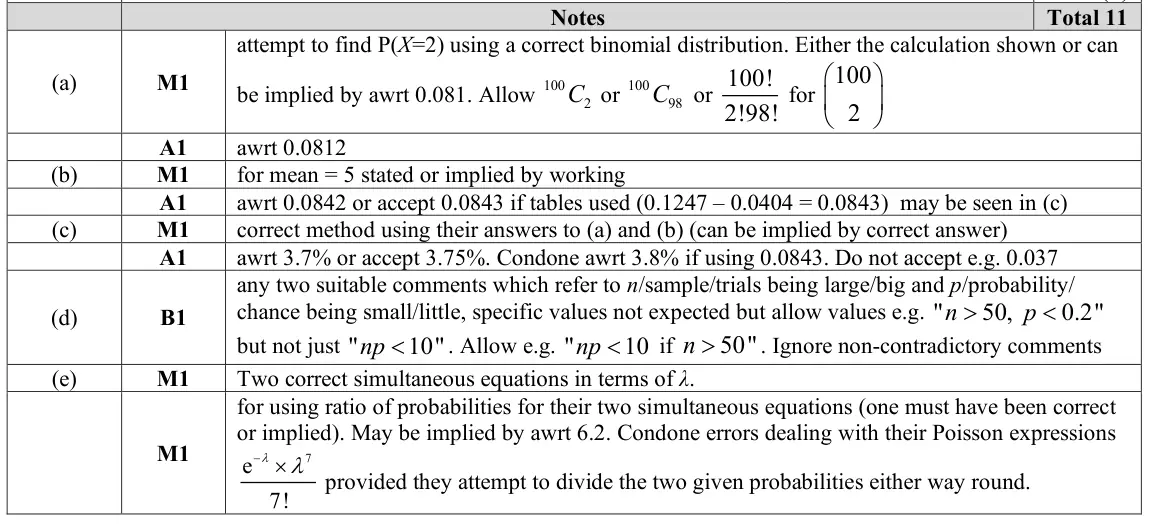 Notes Total 11
(a) M1 attempt to find P(X=2) using a correct binomial distribution. Either the calculation shown or can
be implied by awrt 0.081. Allow ¹⁰⁰C₂ or ¹⁰⁰C₉₈ or 100!/2!98! for (100 2)
A1 awrt 0.0812
(b) M1 for mean = 5 stated or implied by working
A1 awrt 0.0842 or accept 0.0843 if tables used (0.1247 – 0.0404 = 0.0843) may be seen in (c)
(c) M1 correct method using their answers to (a) and (b) (can be implied by correct answer)
A1 awrt 3.7% or accept 3.75%. Condone awrt 3.8% if using 0.0843. Do not accept e.g. 0.037
(d) B1 any two suitable comments which refer to n/sample/trials being large/big and p/probability/
chance being small/little, specific values not expected but allow values e.g. "n > 50, p < 0.2"
but not just "np < 10". Allow e.g. "np < 10 if n > 50". Ignore non-contradictory comments
(e) M1 Two correct simultaneous equations in terms of λ.
M1 for using ratio of probabilities for their two simultaneous equations (one must have been correct
or implied). May be implied by awrt 6.2. Condone errors dealing with their Poisson expressions
e^(−λ) × λ⁷/7! provided they attempt to divide the two given probabilities either way round.